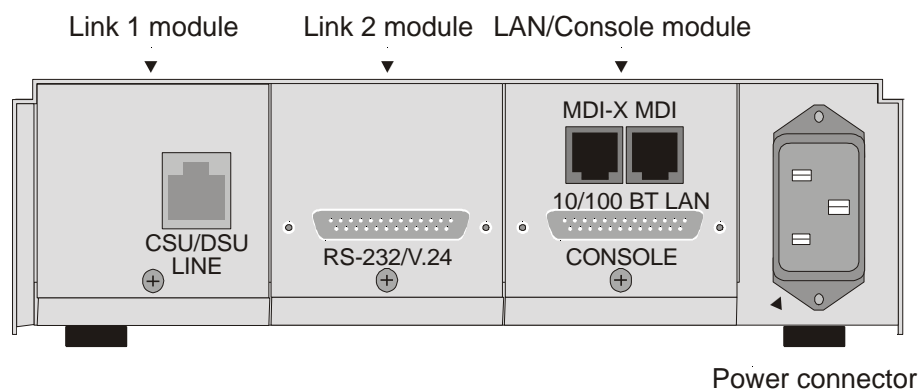 Link 1 module
Link 2 module
LAN/Console module
MDI-X MDI
10/100 BT LAN
CSU/DSU
LINE
RS-232/V.24
CONSOLE
Power connector